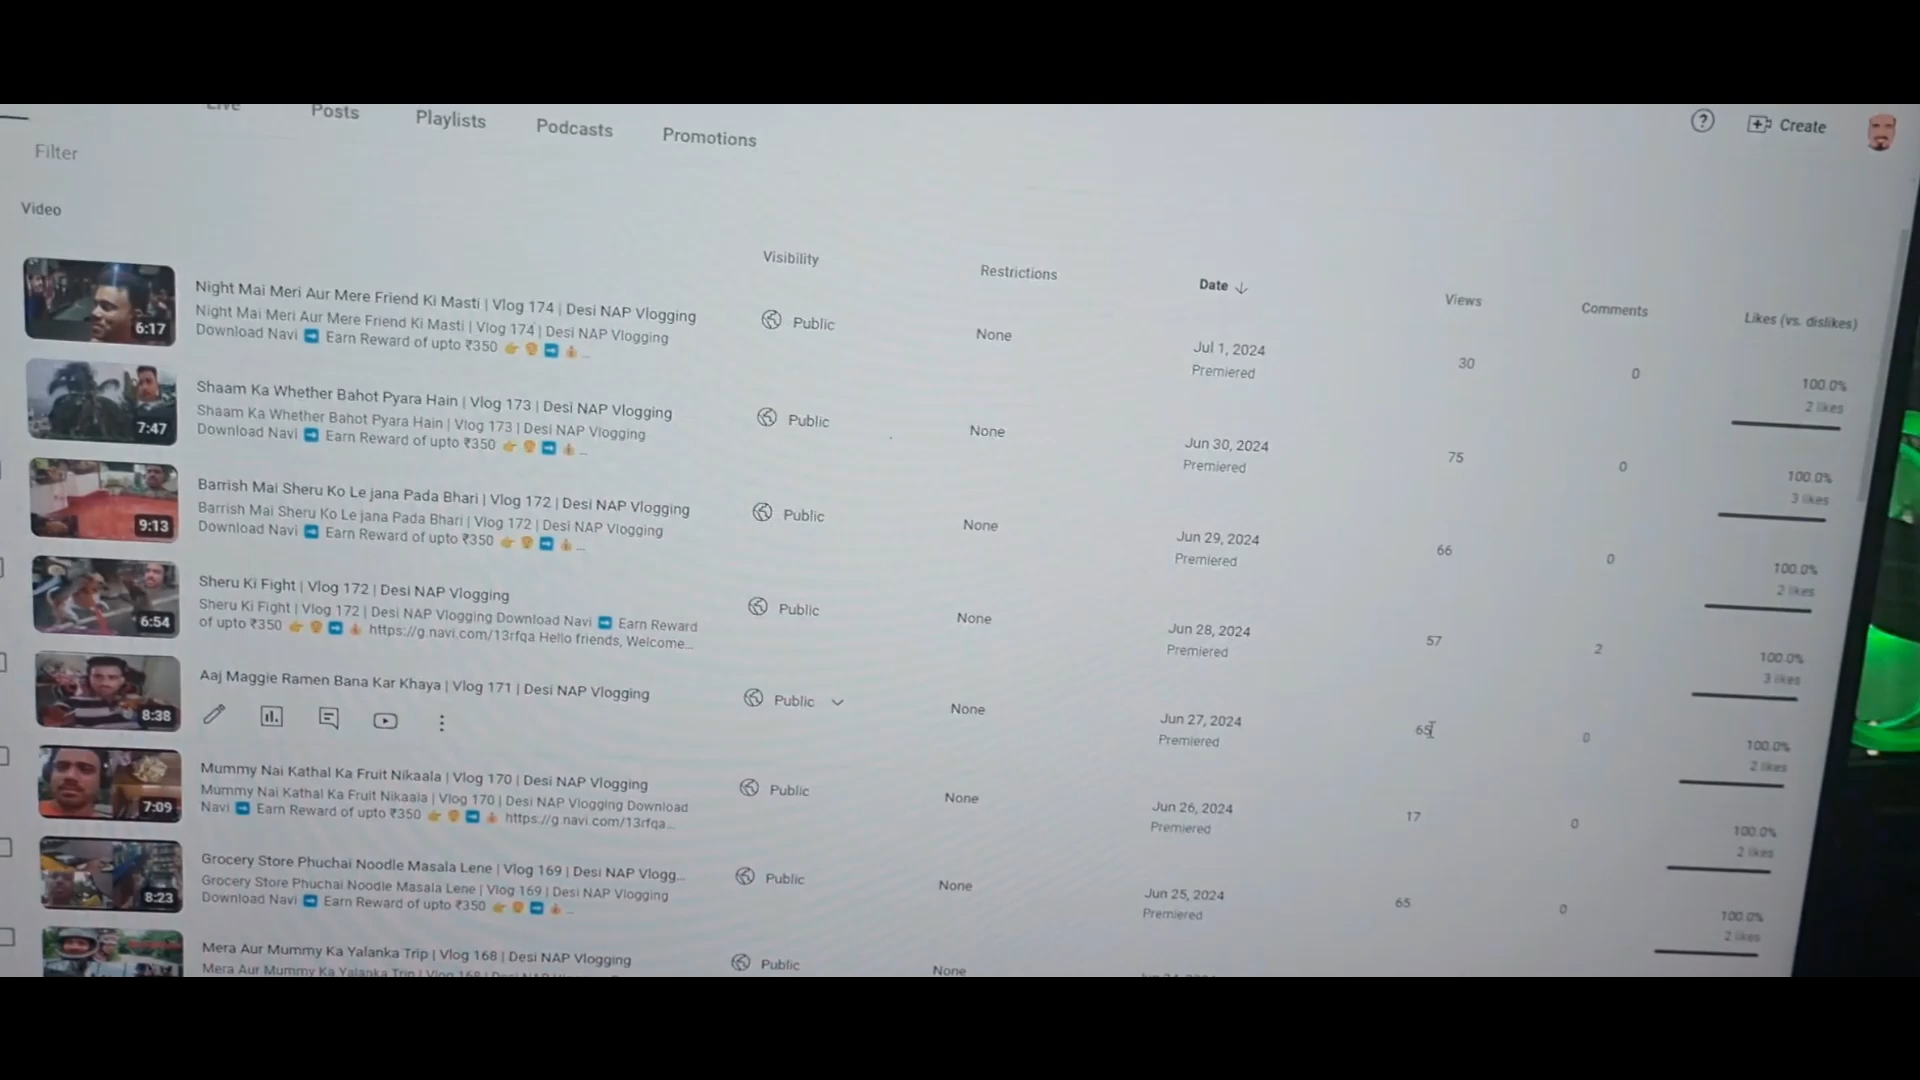 Live Posts Playlists Podcasts Promotions
Create
Filter
Video Visibility Restrictions Date Views Comments Likes (vs. dislikes)
Night Mai Meri Aur Mere Friend Ki Masti | Vlog 174 | Desi NAP Vlogging
Night Mai Meri Aur Mere Friend Ki Masti | Vlog 174 | Desi NAP Vlogging
Download Navi ➡️ Earn Reward of upto ₹350 ...
6:17
Public
None
Jul 1, 2024
Premiered
30
0
100.0%
2 likes
Shaam Ka Whether Bahot Pyara Hain | Vlog 173 | Desi NAP Vlogging
Shaam Ka Whether Bahot Pyara Hain | Vlog 173 | Desi NAP Vlogging
Download Navi ➡️ Earn Reward of upto ₹350 ...
7:47
Public
None
Jun 30, 2024
Premiered
75
0
100.0%
3 likes
Barrish Mai Sheru Ko Le jana Pada Bhari | Vlog 172 | Desi NAP Vlogging
Barrish Mai Sheru Ko Le jana Pada Bhari | Vlog 172 | Desi NAP Vlogging
Download Navi ➡️ Earn Reward of upto ₹350 ...
9:13
Public
None
Jun 29, 2024
Premiered
66
0
100.0%
2 likes
Sheru Ki Fight | Vlog 172 | Desi NAP Vlogging
Sheru Ki Fight | Vlog 172 | Desi NAP Vlogging Download Navi ➡️ Earn Reward
of upto ₹350 https://g.navi.com/13rfqa Hello friends, Welcome...
6:54
Public
None
Jun 28, 2024
Premiered
57
2
100.0%
3 likes
Aaj Maggie Ramen Bana Kar Khaya | Vlog 171 | Desi NAP Vlogging
8:38
Public
None
Jun 27, 2024
Premiered
65
0
100.0%
2 likes
Mummy Nai Kathal Ka Fruit Nikaala | Vlog 170 | Desi NAP Vlogging
Mummy Nai Kathal Ka Fruit Nikaala | Vlog 170 | Desi NAP Vlogging Download
Navi ➡️ Earn Reward of upto ₹350 https://g.navi.com/13rfqa...
7:09
Public
None
Jun 26, 2024
Premiered
17
0
100.0%
2 likes
Grocery Store Phuchai Noodle Masala Lene | Vlog 169 | Desi NAP Vlogg...
Grocery Store Phuchai Noodle Masala Lene | Vlog 169 | Desi NAP Vlogging
Download Navi ➡️ Earn Reward of upto ₹350 ...
8:23
Public
None
Jun 25, 2024
Premiered
65
0
100.0%
2 likes
Mera Aur Mummy Ka Yalanka Trip | Vlog 168 | Desi NAP Vlogging
Mera Aur Mummy Ka Yalanka Trip | Vlog 168
Public
None